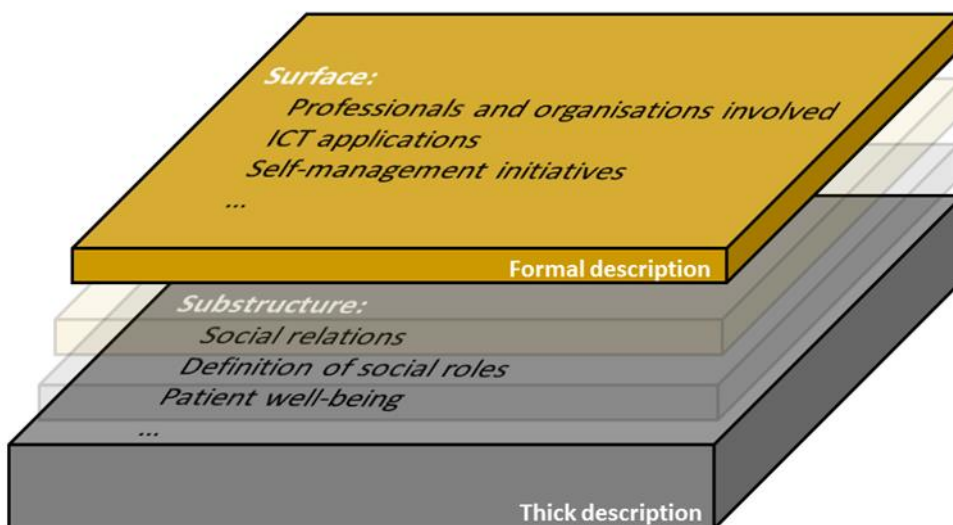 Surface:
Professionals and organisations involved
ICT applications
Self-management initiatives
...
Formal description
Substructure:
Social relations
Definition of social roles
Patient well-being
...
Thick description